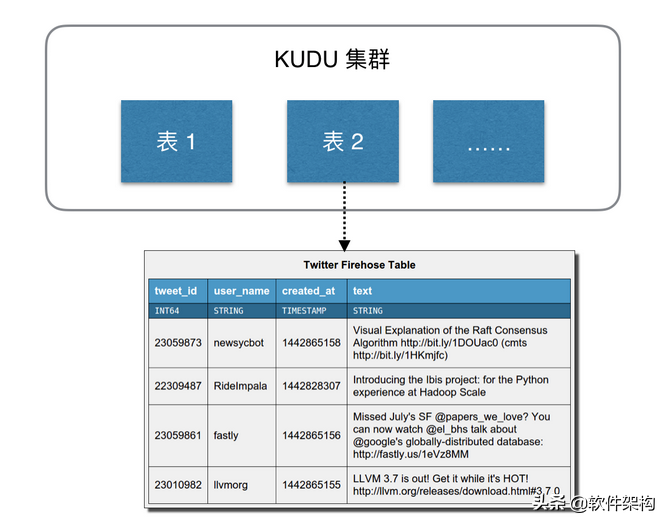 KUDU 集群
表 1
表 2
......
Twitter Firehose Table
tweet_id user_name created_at text
INT64 STRING TIMESTAMP STRING
23059873 newsycbot 1442865158 Visual Explanation of the Raft Consensus
Algorithm http://bit.ly/1DOUac0 (cmts
http://bit.ly/1HKmjfc)
22309487 RideImpala 1442828307 Introducing the Ibis project: for the Python
experience at Hadoop Scale
23059861 fastly 1442865156 Missed July's SF @papers_we_love? You
can now watch @el_bhs talk about
@google's globally-distributed database:
http://fastly.us/1eVz8MM
23010982 llvmorg 1442865155 LLVM 3.7 is out! Get it while it's HOT!
http://llvm.org/releases/download.html#3.7.0
头条 @软件架构